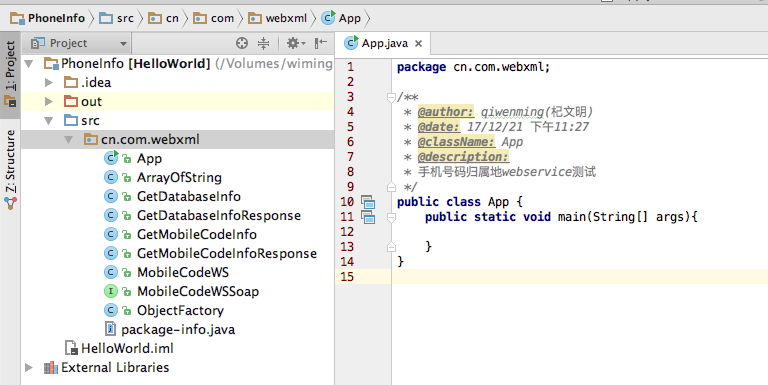 PhoneInfo src cn com webxml App
Project
App.java
1: Project
Z: Structure
PhoneInfo [HelloWorld] (/Volumes/wiming
.idea
out
src
cn.com.webxml
App
ArrayOfString
GetDatabaseInfo
GetDatabaseInfoResponse
GetMobileCodeInfo
GetMobileCodeInfoResponse
MobileCodeWS
MobileCodeWSSoap
ObjectFactory
package-info.java
HelloWorld.iml
External Libraries
1 package cn.com.webxml;
2
3 /**
4 * @author: qiwenming(杞文明)
5 * @date: 17/12/21 下午11:27
6 * @className: App
7 * @description:
8 * 手机号码归属地webservice测试
9 */
10 public class App {
11 public static void main(String[] args){
12
13 }
14 }
15